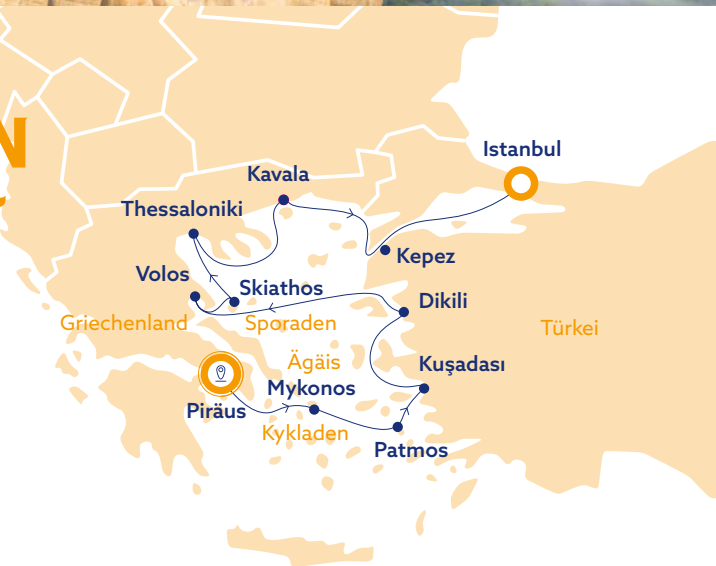 N
Istanbul
Kavala
Thessaloniki
Kepez
Volos
Skiathos
Dikili
Griechenland
Sporaden
Türkei
Ägäis
Kuşadası
Mykonos
Piräus
Kykladen
Patmos